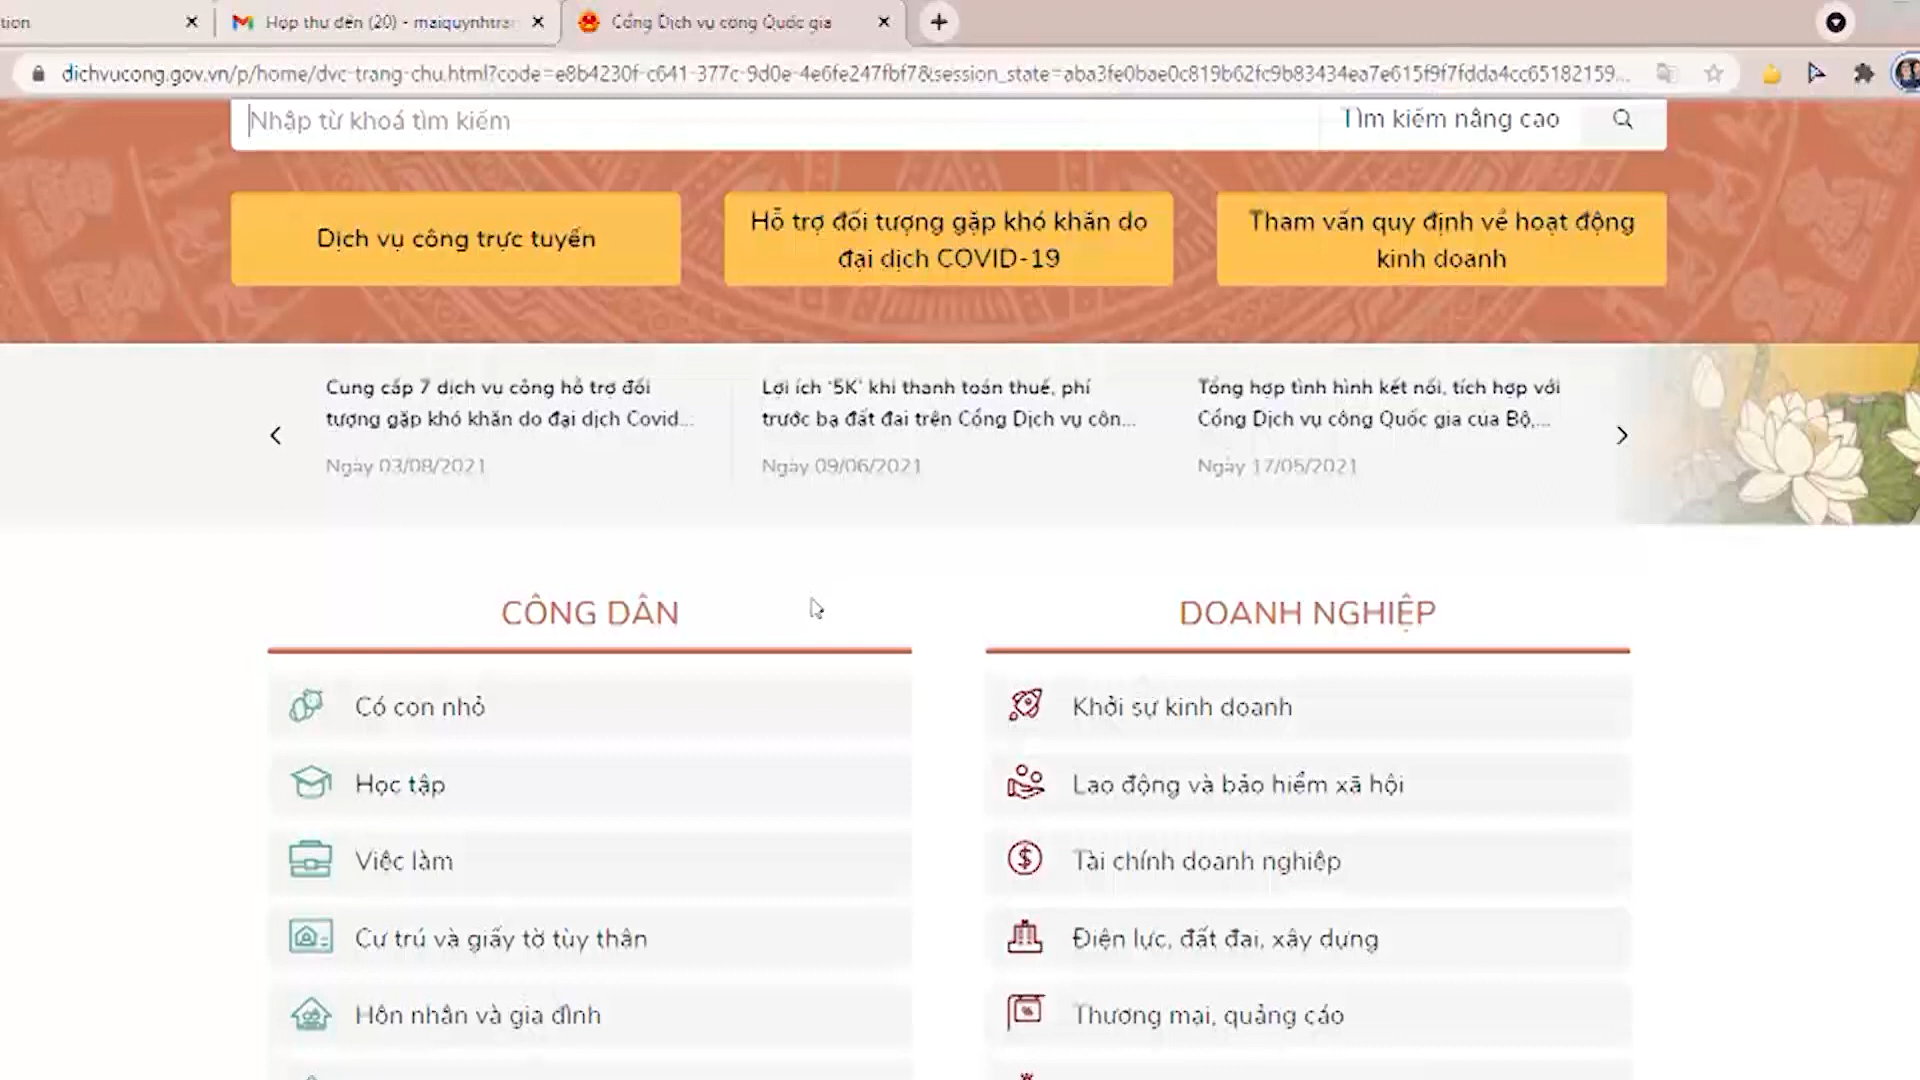 tion
Hộp thư đến (20) - maiquynhtra
Cổng Dịch vụ công Quốc gia
dichvucong.gov.vn/p/home/dvc-trang-chu.html?code=e8b4230f-c641-377c-9d0e-4e6fe247fbf7&session_state=aba3fe0bae0c819b62fc9b83434ea7e615f9f7fdda4cc65182159...
Nhập từ khoá tìm kiếm
Tìm kiếm nâng cao
Dịch vụ công trực tuyến
Hỗ trợ đối tượng gặp khó khăn do
đại dịch COVID-19
Tham vấn quy định về hoạt động
kinh doanh
Cung cấp 7 dịch vụ công hỗ trợ đối
tượng gặp khó khăn do đại dịch Covid...
Ngày 03/08/2021
Lợi ích '5K' khi thanh toán thuế, phí
trước bạ đất đai trên Cổng Dịch vụ côn...
Ngày 09/06/2021
Tổng hợp tình hình kết nối, tích hợp với
Cổng Dịch vụ công Quốc gia của Bộ,...
Ngày 17/05/2021
CÔNG DÂN
Có con nhỏ
Học tập
Việc làm
Cư trú và giấy tờ tùy thân
Hôn nhân và gia đình
DOANH NGHIỆP
Khởi sự kinh doanh
Lao động và bảo hiểm xã hội
Tài chính doanh nghiệp
Điện lực, đất đai, xây dựng
Thương mại, quảng cáo